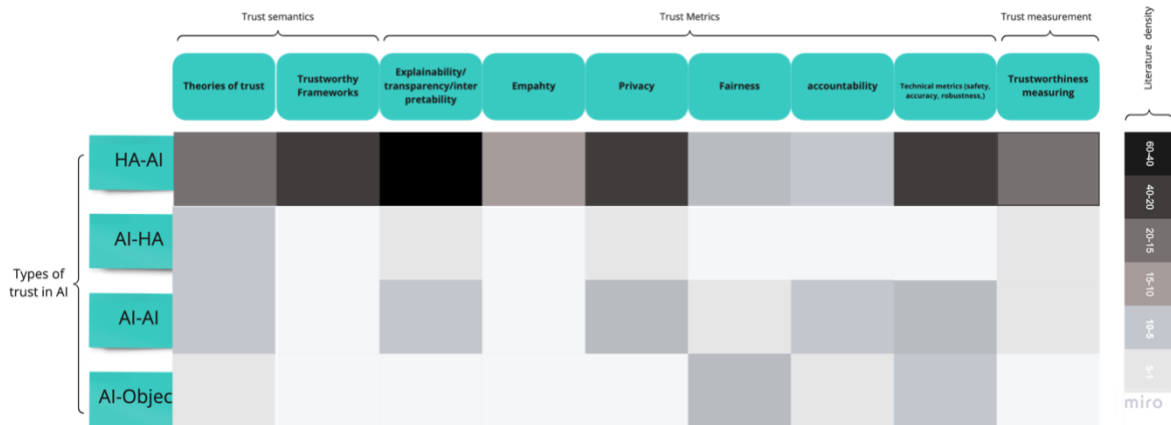 Trust semantics
Trust Metrics
Trust measurement
Literature density
Theories of trust
Trustworthy
Frameworks
Explainability/
transparency/inter
pretability
Empahty
Privacy
Fairness
accountability
Technical metrics (safety,
accuracy, robustness,)
Trustworthiness
measuring
HA-AI
AI-HA
AI-AI
AI-Objec
Types of
trust in AI
60-40
40-20
20-15
15-10
10-5
5-1
miro